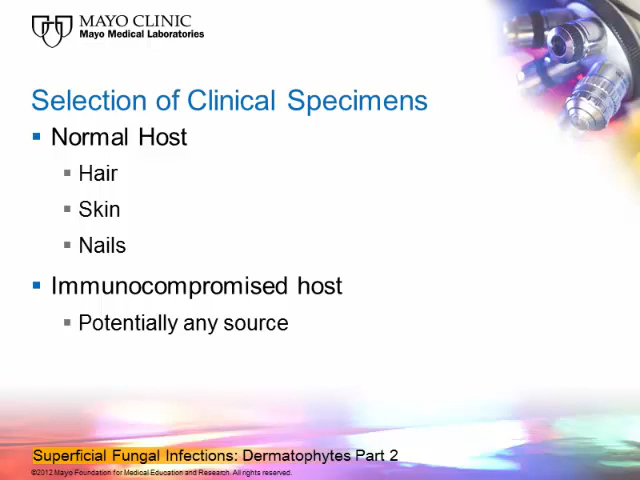 MAYO CLINIC
Mayo Medical Laboratories
Selection of Clinical Specimens
Normal Host
Hair
Skin
Nails
Immunocompromised host
Potentially any source
Superficial Fungal Infections: Dermatophytes Part 2
©2012 Mayo Foundation for Medical Education and Research. All rights reserved.